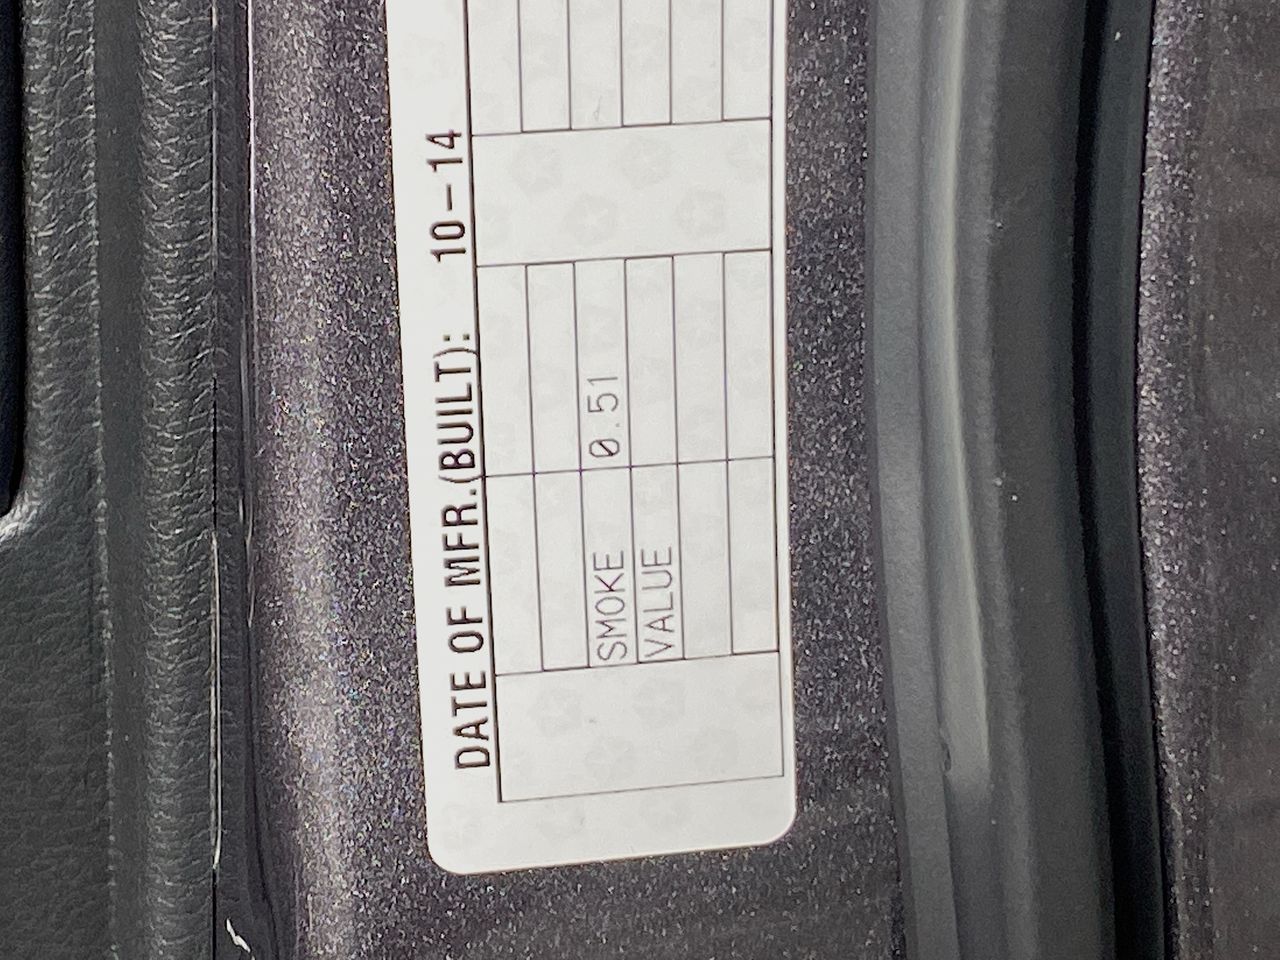 DATE OF MFR.(BUILT): 10-14
SMOKE 0.51
VALUE